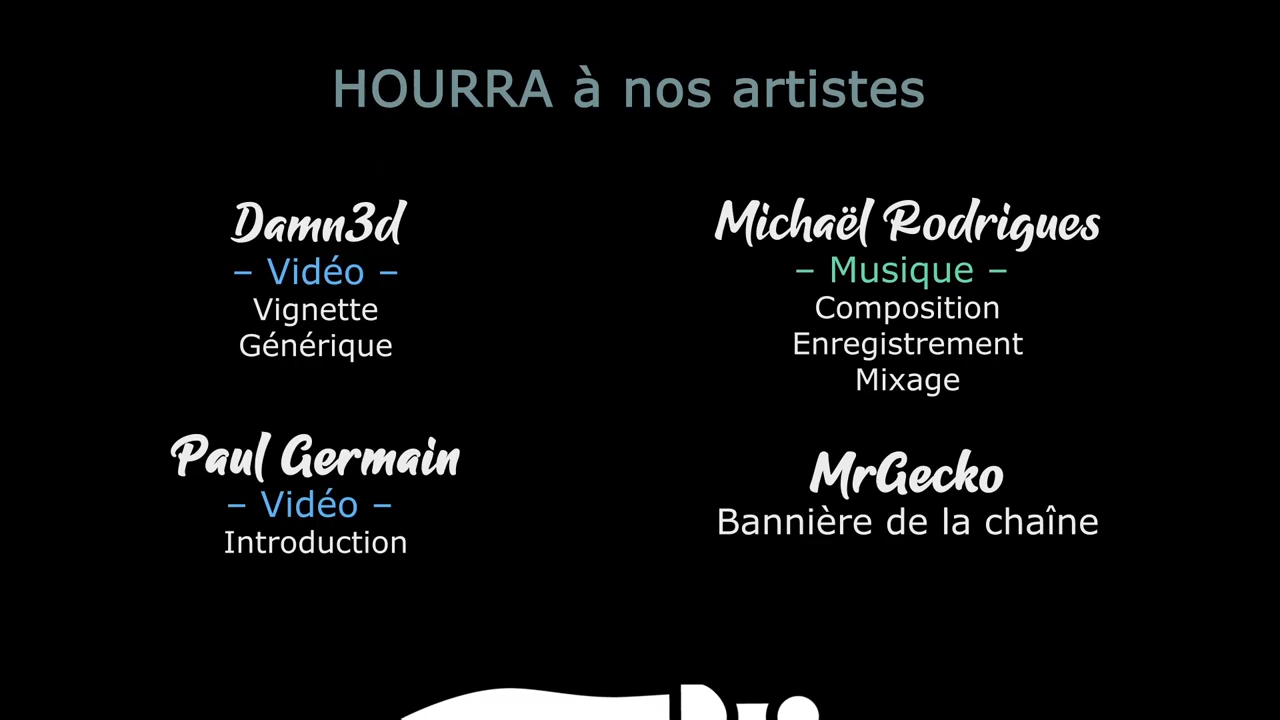 HOURRA à nos artistes
Damn3d
– Vidéo –
Vignette
Générique
Michaël Rodrigues
– Musique –
Composition
Enregistrement
Mixage
Paul Germain
– Vidéo –
Introduction
MrGecko
Bannière de la chaîne